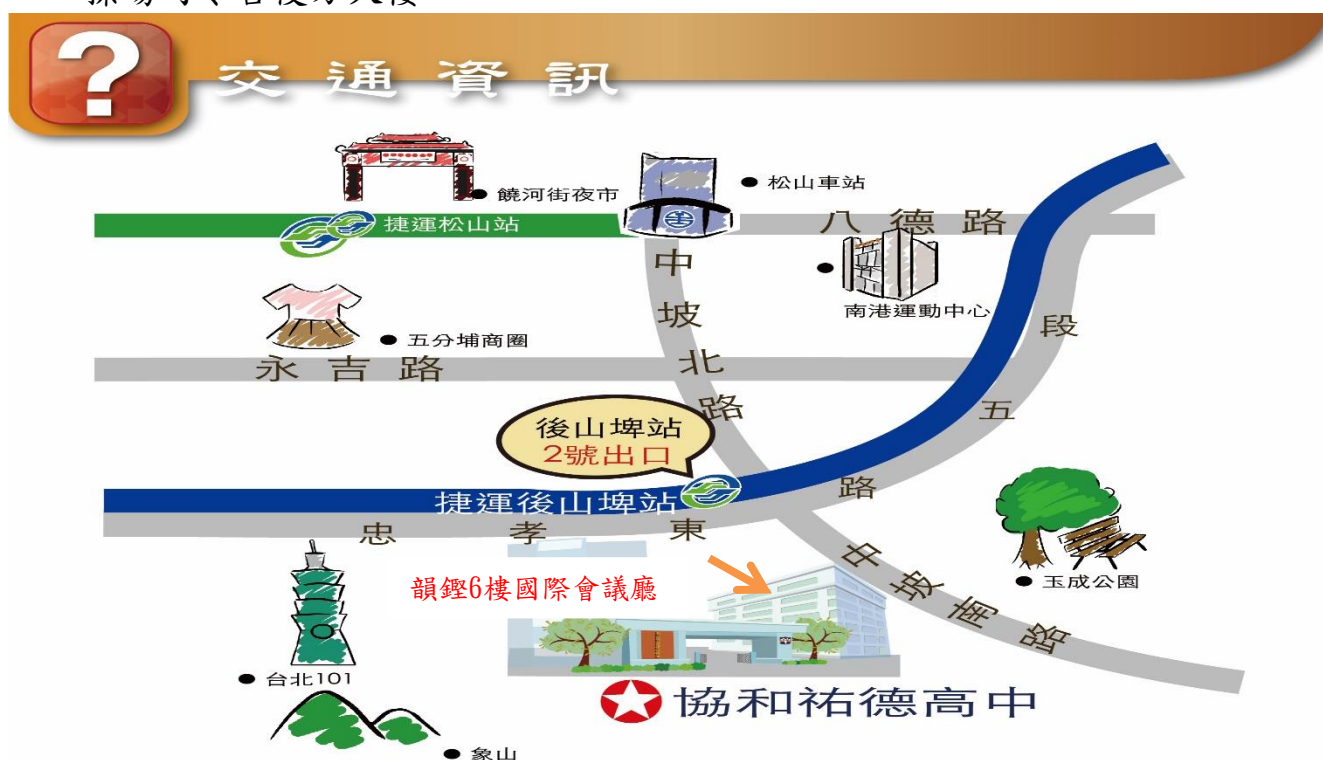 ?
交通資訊
饒河街夜市
松山車站
捷運松山站
八德路
南港運動中心
中坡北路
五分埔商圈
永吉路
後山埤站
2號出口
捷運後山埤站
忠孝東路五段
玉成公園
中坡南路
韻鏗6樓國際會議廳
台北101
協和祐德高中
象山